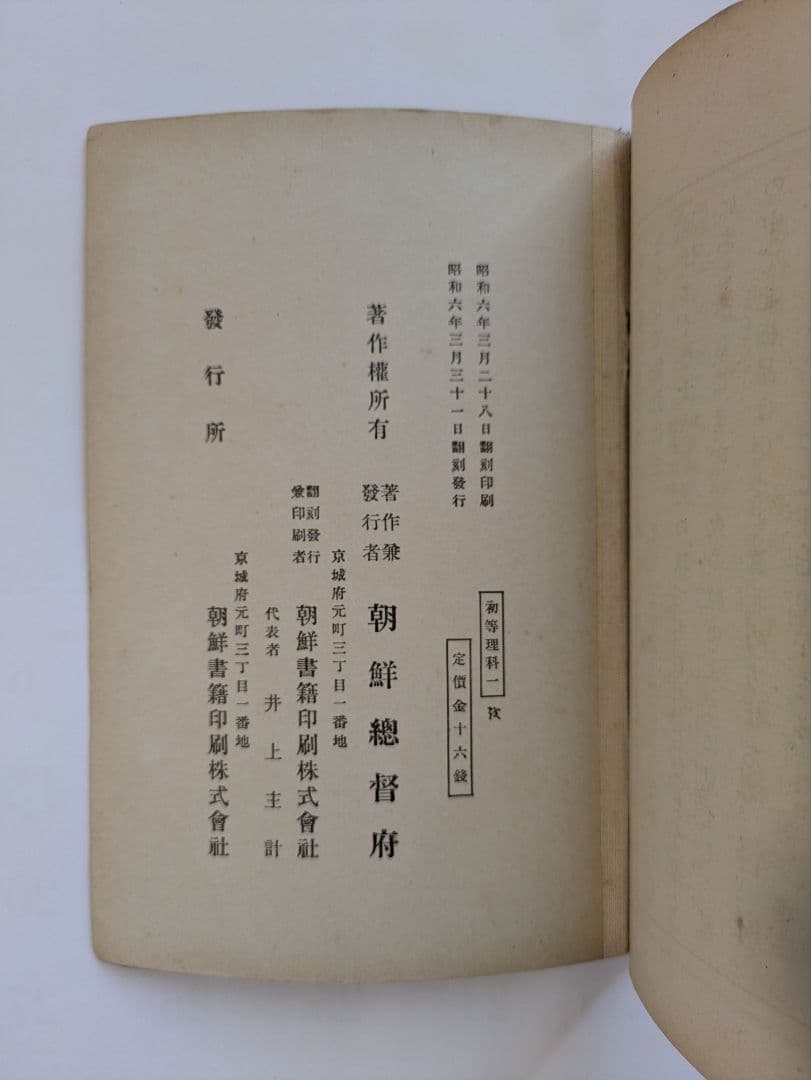 昭和六年三月二十八日翻刻印刷
昭和六年三月三十一日翻刻發行
初等理科一
定價金十六錢
著作權所有
著作兼
發行者
朝鮮總督府
京城府元町三丁目一番地
翻刻發行
兼印刷者
朝鮮書籍印刷株式會社
代表者 井上主計
京城府元町三丁目一番地
發行所
朝鮮書籍印刷株式會社